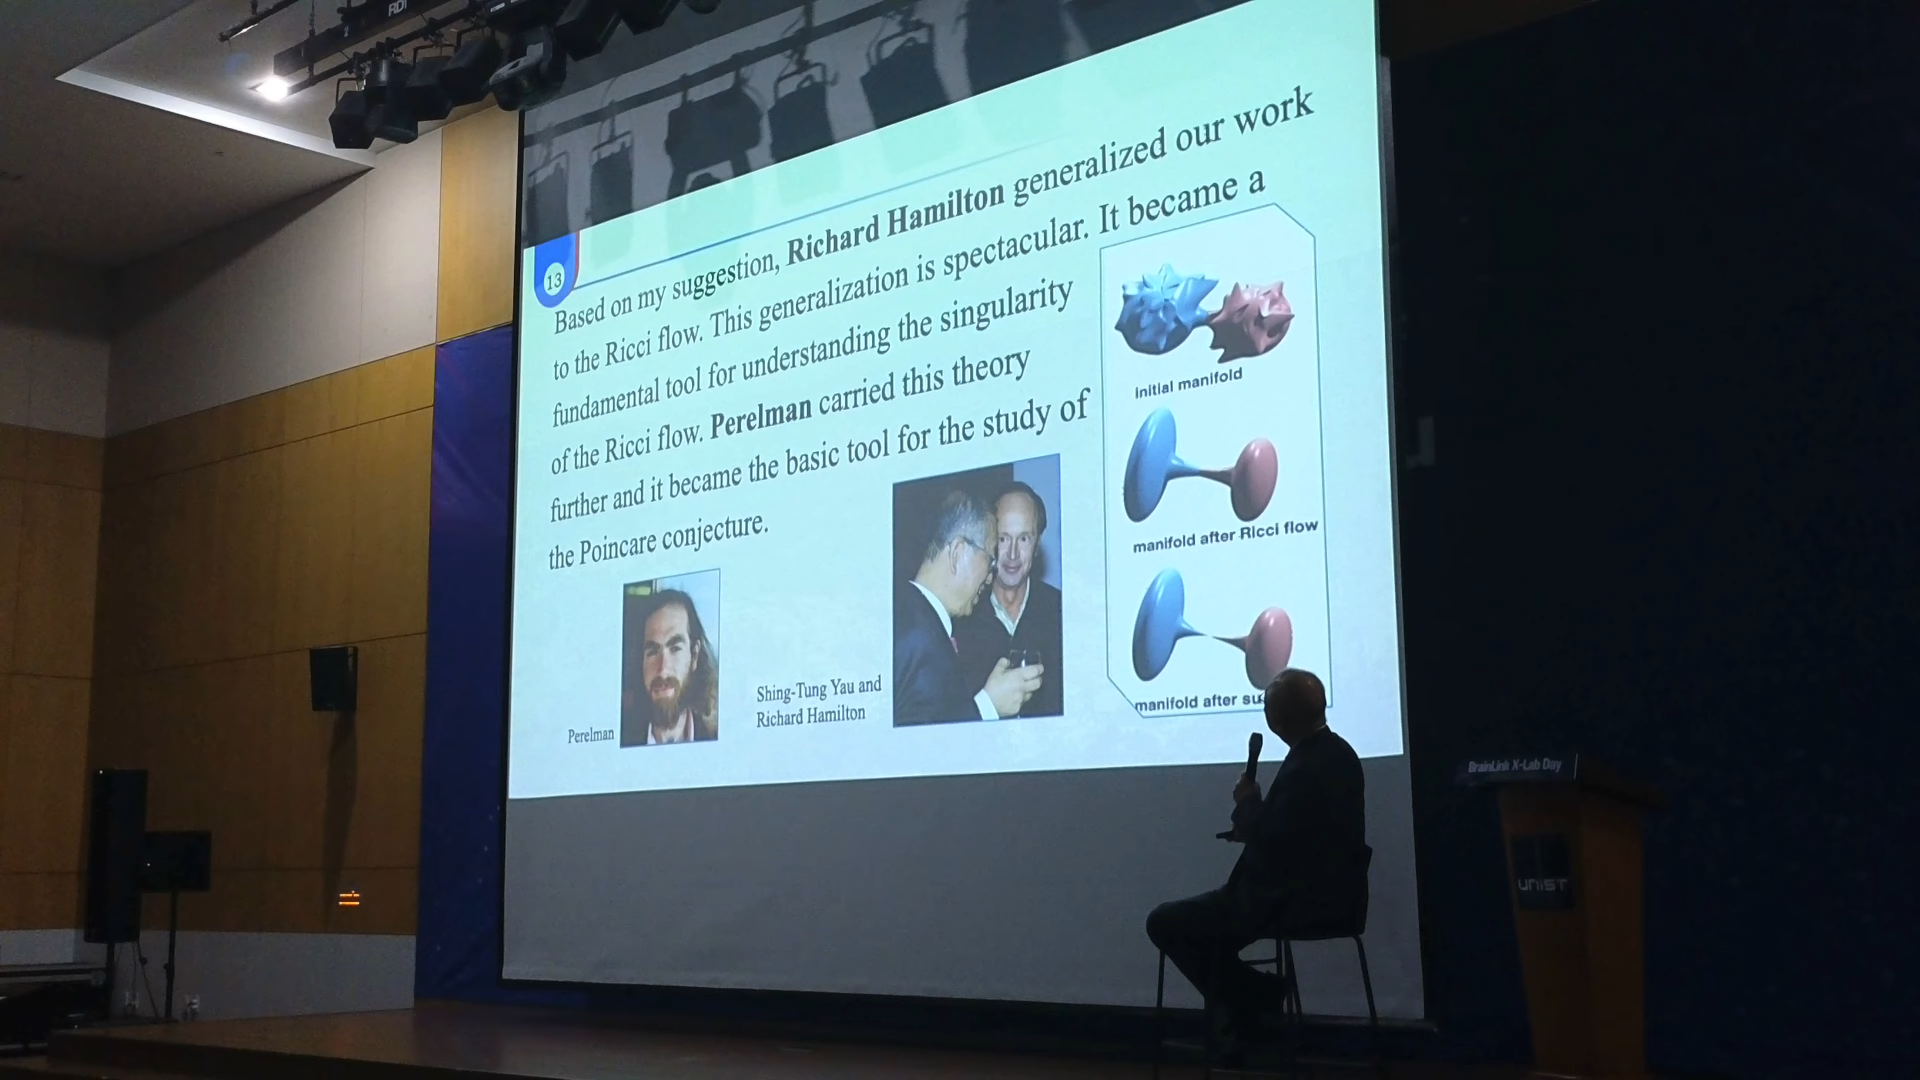 RDI
13
Based on my suggestion, Richard Hamilton generalized our work
to the Ricci flow. This generalization is spectacular. It became a
fundamental tool for understanding the singularity
of the Ricci flow. Perelman carried this theory
further and it became the basic tool for the study of
the Poincare conjecture.
initial manifold
manifold after Ricci flow
manifold after
Perelman
Shing-Tung Yau and
Richard Hamilton
BrainLink X-Lab Day
UNIST